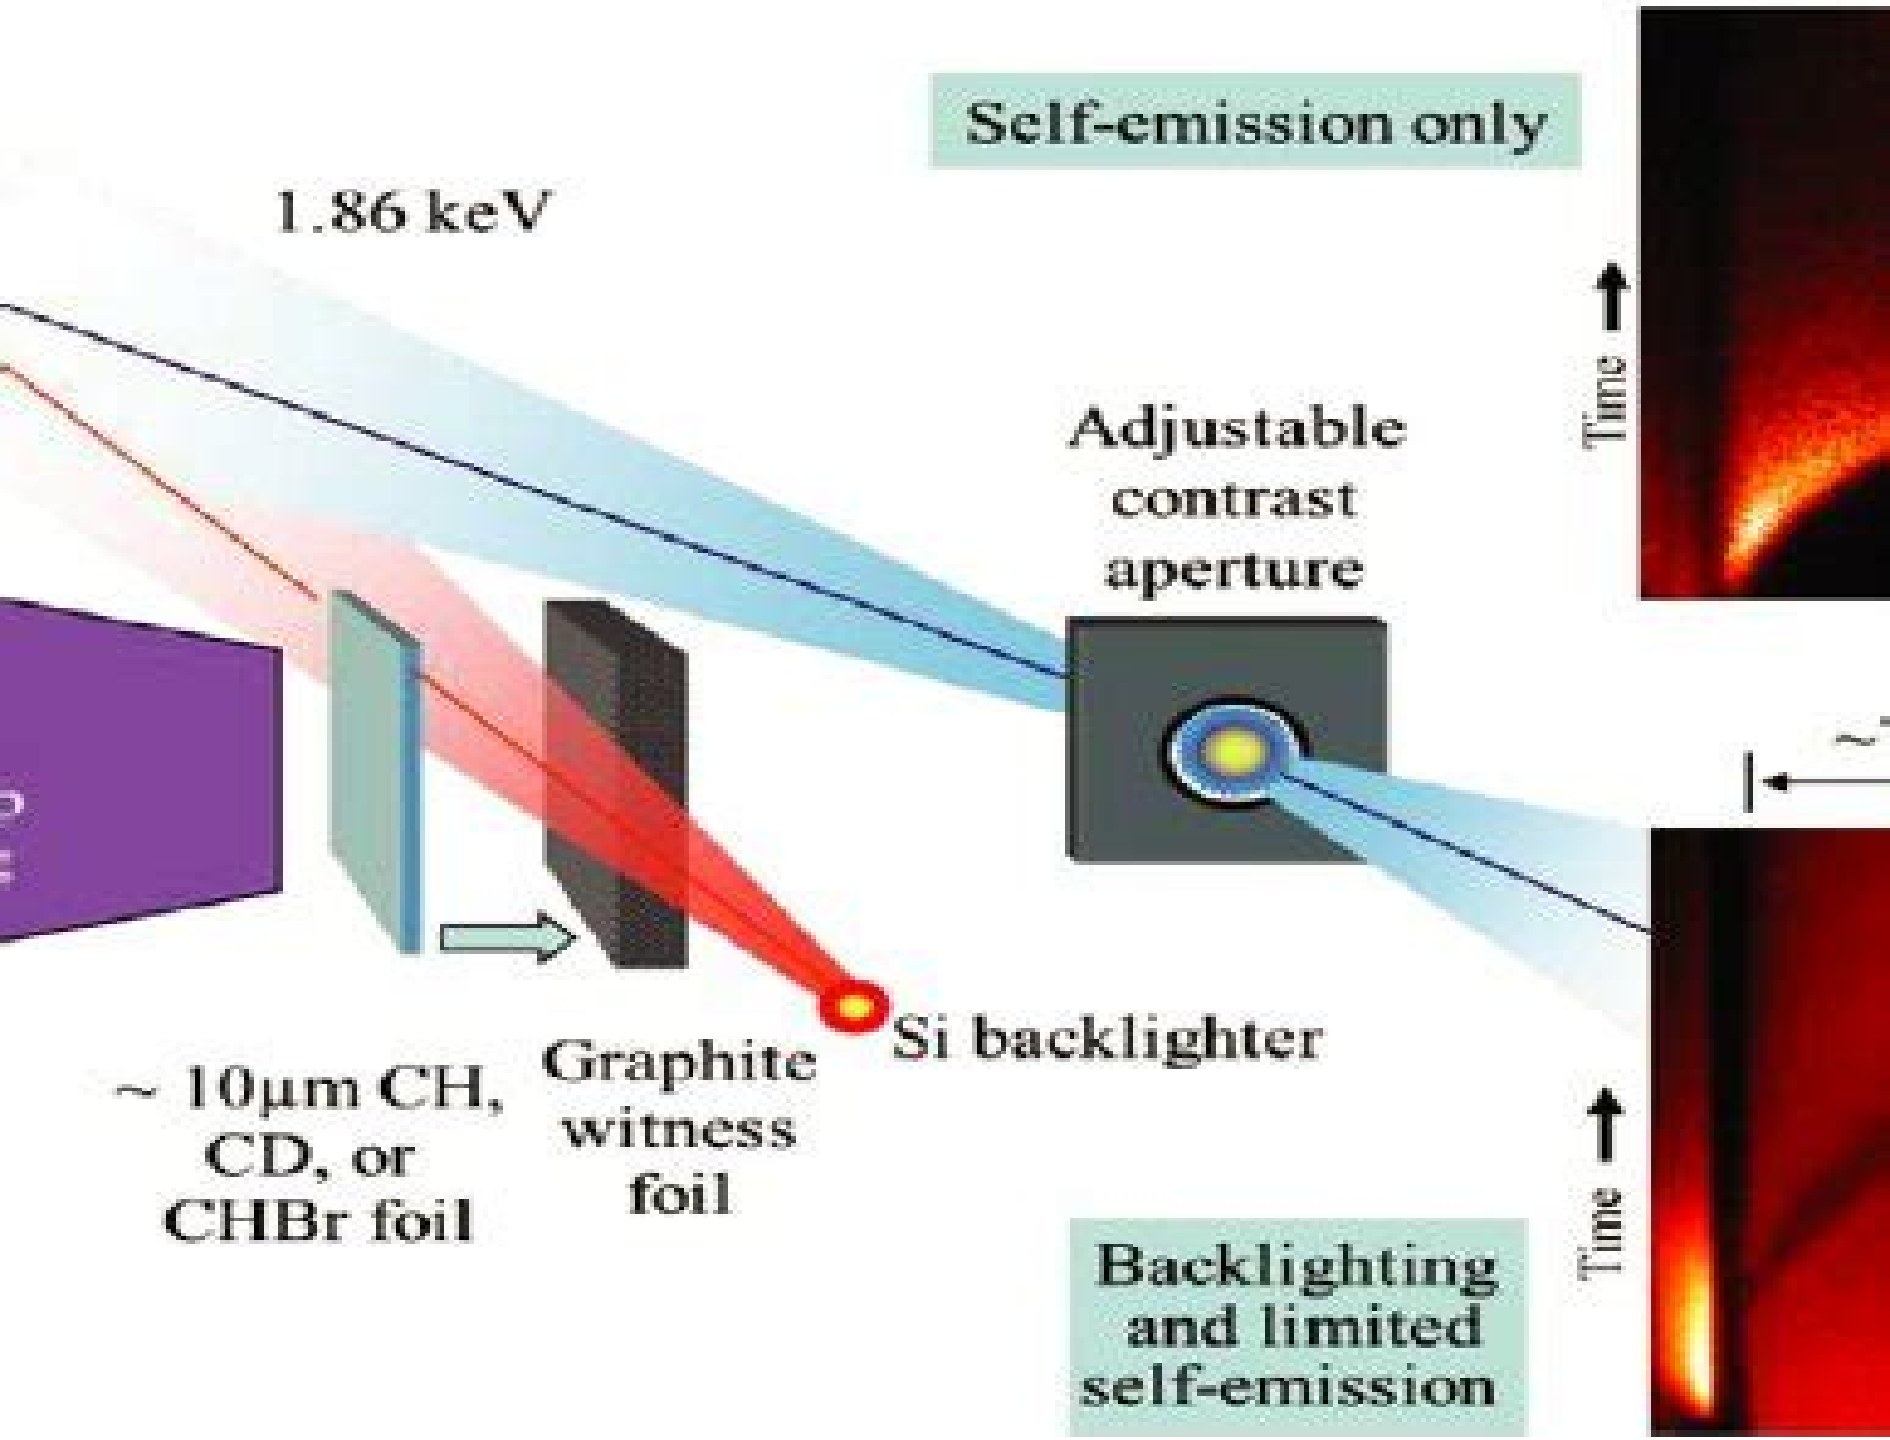 Self-emission only
1.86 keV
Time
Adjustable
contrast
aperture
Si backlighter
Graphite
witness
foil
~ 10μm CH,
CD, or
CHBr foil
Time
Backlighting
and limited
self-emission